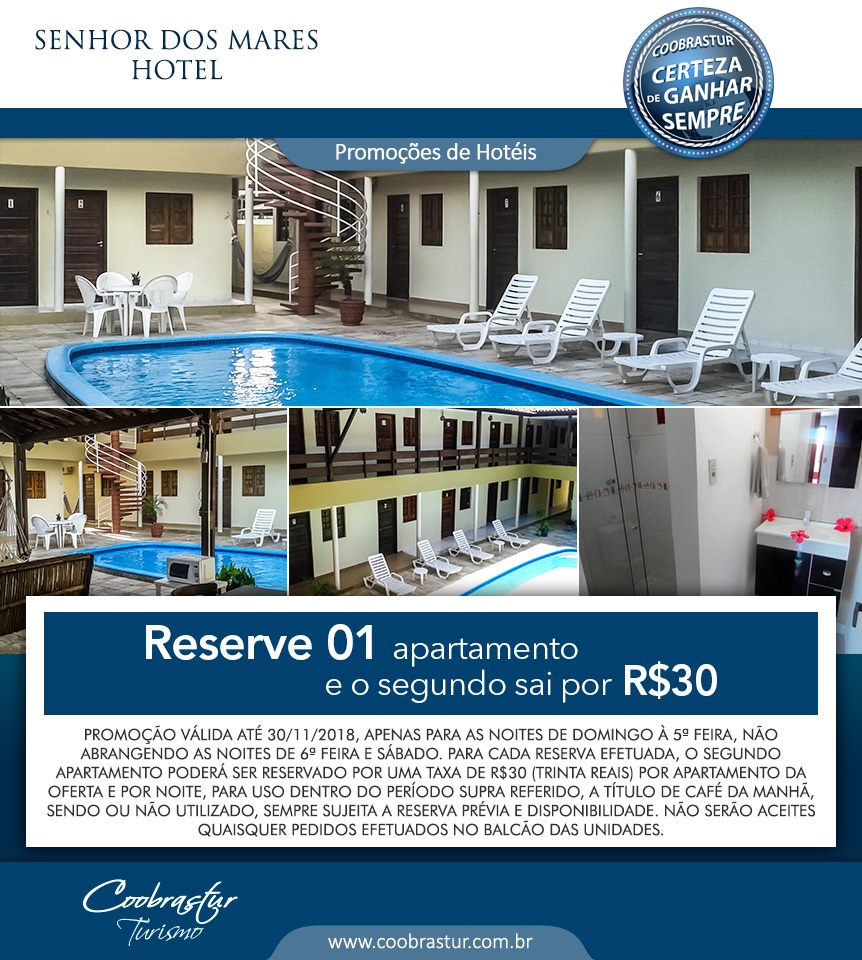 SENHOR DOS MARES
HOTEL
COOBRASTUR
CERTEZA
DE GANHAR
SEMPRE
Promoções de Hotéis
1
2
5
6
Reserve 01 apartamento
e o segundo sai por R$30
PROMOÇÃO VÁLIDA ATÉ 30/11/2018, APENAS PARA AS NOITES DE DOMINGO À 5ª FEIRA, NÃO
ABRANGENDO AS NOITES DE 6ª FEIRA E SÁBADO. PARA CADA RESERVA EFETUADA, O SEGUNDO
APARTAMENTO PODERÁ SER RESERVADO POR UMA TAXA DE R$30 (TRINTA REAIS) POR APARTAMENTO DA
OFERTA E POR NOITE, PARA USO DENTRO DO PERÍODO SUPRA REFERIDO, A TÍTULO DE CAFÉ DA MANHÃ,
SENDO OU NÃO UTILIZADO, SEMPRE SUJEITA A RESERVA PRÉVIA E DISPONIBILIDADE. NÃO SERÃO ACEITES
QUAISQUER PEDIDOS EFETUADOS NO BALCÃO DAS UNIDADES.
Coobrastur
Turismo
www.coobrastur.com.br